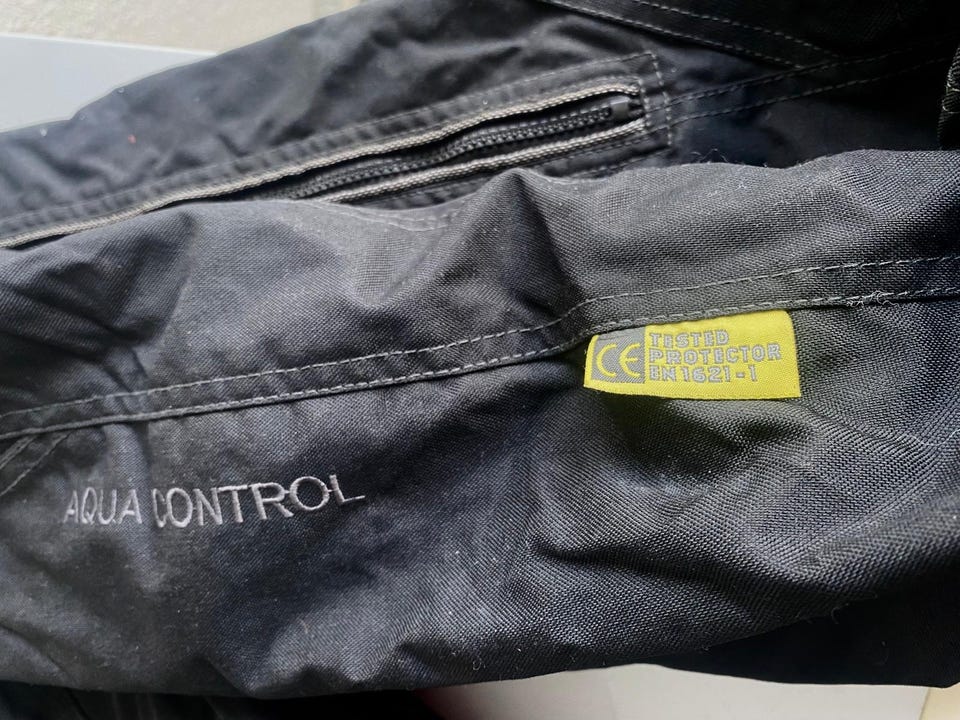 CE
TESTED
PROTECTOR
EN 1621-1
AQUA CONTROL